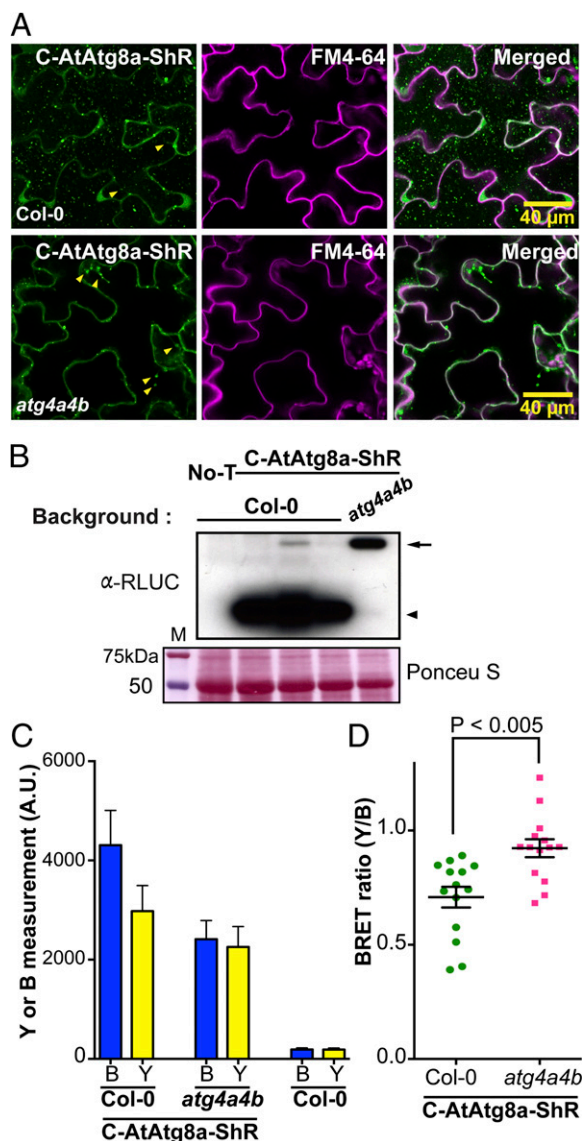 A
C-AtAtg8a-ShR FM4-64 Merged
Col-0 40 µm
C-AtAtg8a-ShR FM4-64 Merged
atg4a4b 40 µm
B
No-T C-AtAtg8a-ShR
Background : Col-0 atg4a4b
α-RLUC
M
75kDa
50
Ponceu S
C
Y or B measurement (A.U.)
6000
4000
2000
0
B Y B Y B Y
Col-0 atg4a4b Col-0
C-AtAtg8a-ShR
D
P < 0.005
BRET ratio (Y/B)
1.0
0.5
0.0
Col-0 atg4a4b
C-AtAtg8a-ShR